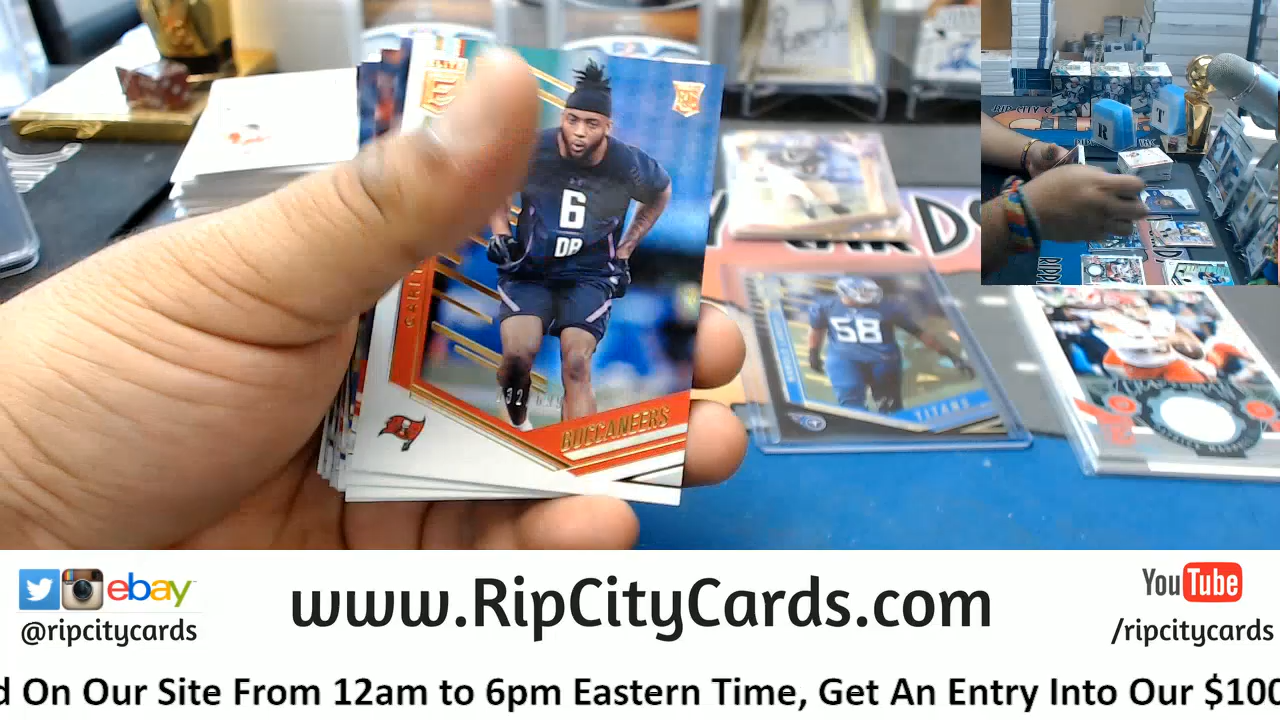 6
DB
BUCCANEERS
58
TITANS
R
T
ebay
@ripcitycards
www.RipCityCards.com
YouTube
/ripcitycards
d On Our Site From 12am to 6pm Eastern Time, Get An Entry Into Our $100